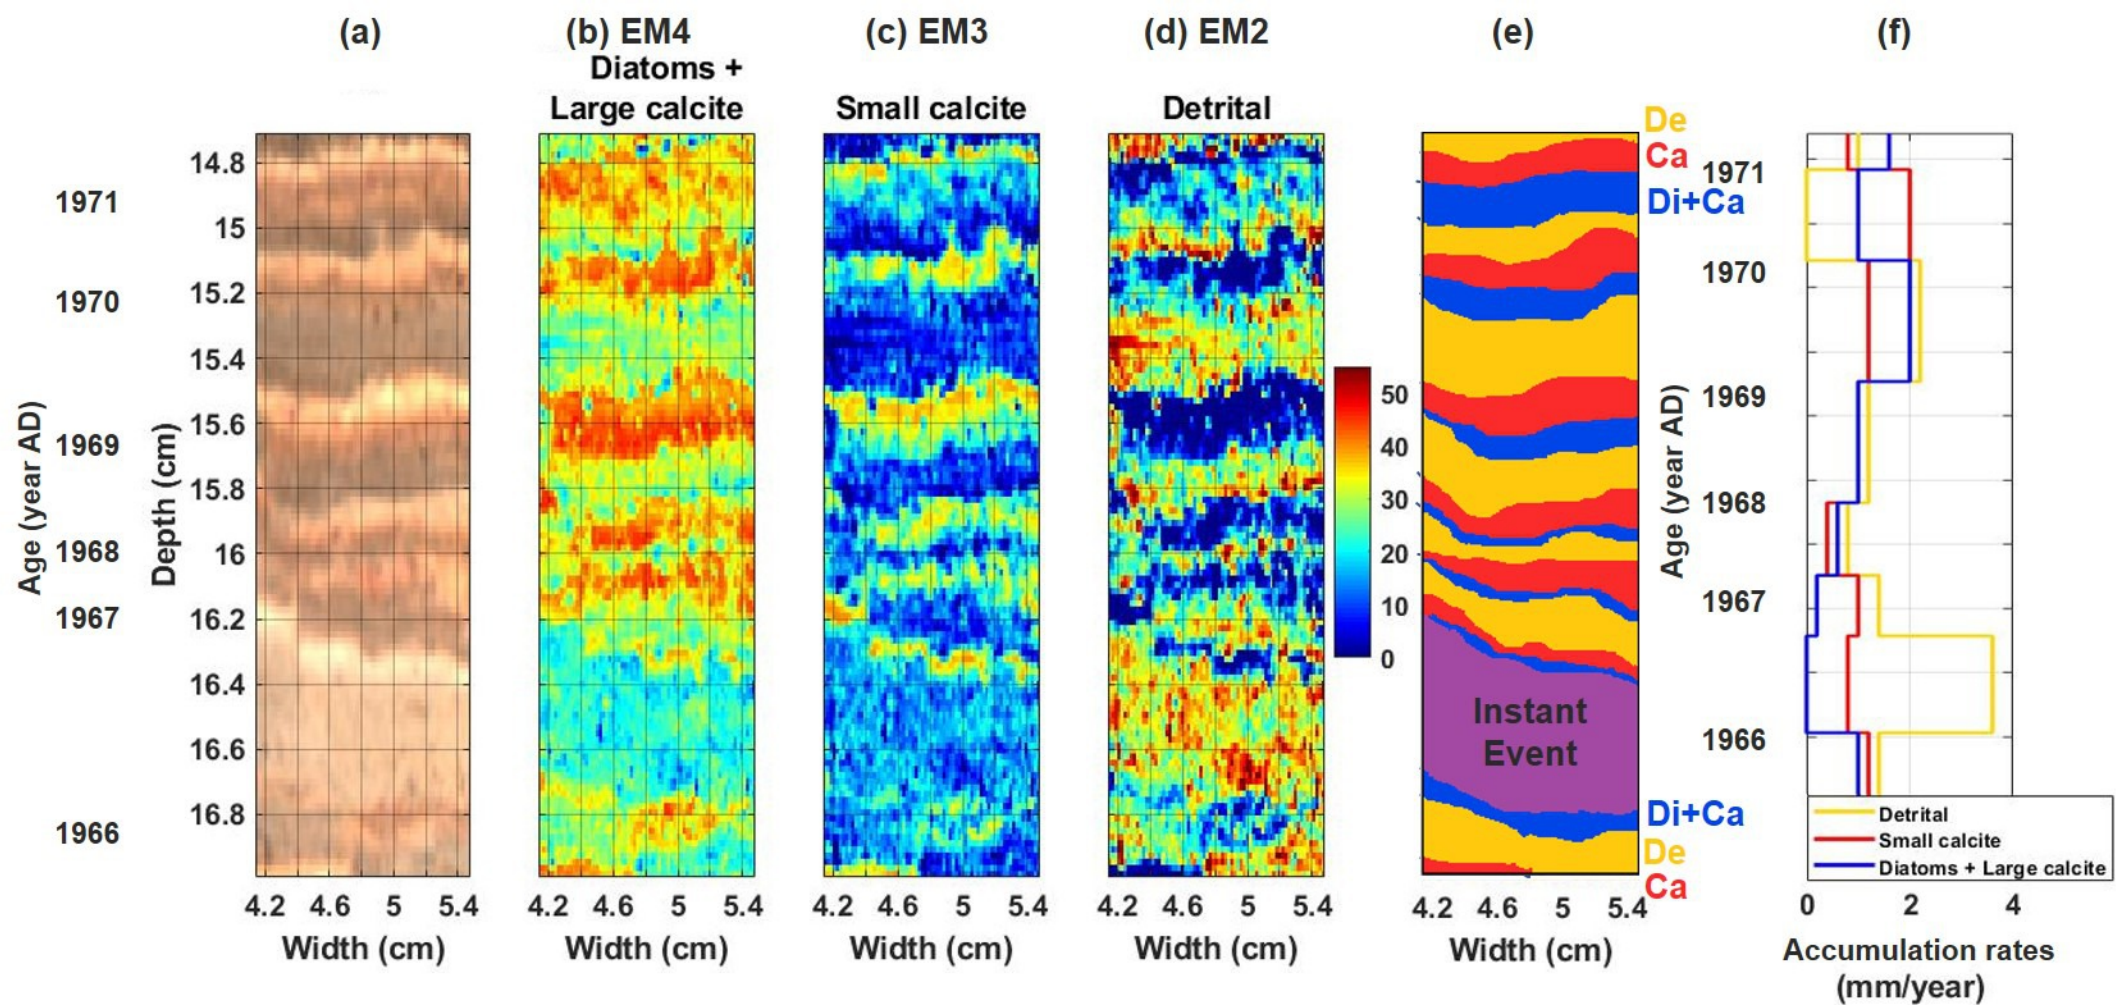 (a)
(b) EM4
Diatoms +
Large calcite
(c) EM3
Small calcite
(d) EM2
Detrital
(e)
(f)
Age (year AD)
1971
1970
1969
1968
1967
1966
Depth (cm)
14.8
15
15.2
15.4
15.6
15.8
16
16.2
16.4
16.6
16.8
4.2 4.6 5 5.4
Width (cm)
4.2 4.6 5 5.4
Width (cm)
4.2 4.6 5 5.4
Width (cm)
4.2 4.6 5 5.4
Width (cm)
50
40
30
20
10
0
De
Ca
Di+Ca
Instant
Event
Di+Ca
De
Ca
4.2 4.6 5 5.4
Width (cm)
Age (year AD)
1971
1970
1969
1968
1967
1966
Detrital
Small calcite
Diatoms + Large calcite
0 2 4
Accumulation rates
(mm/year)